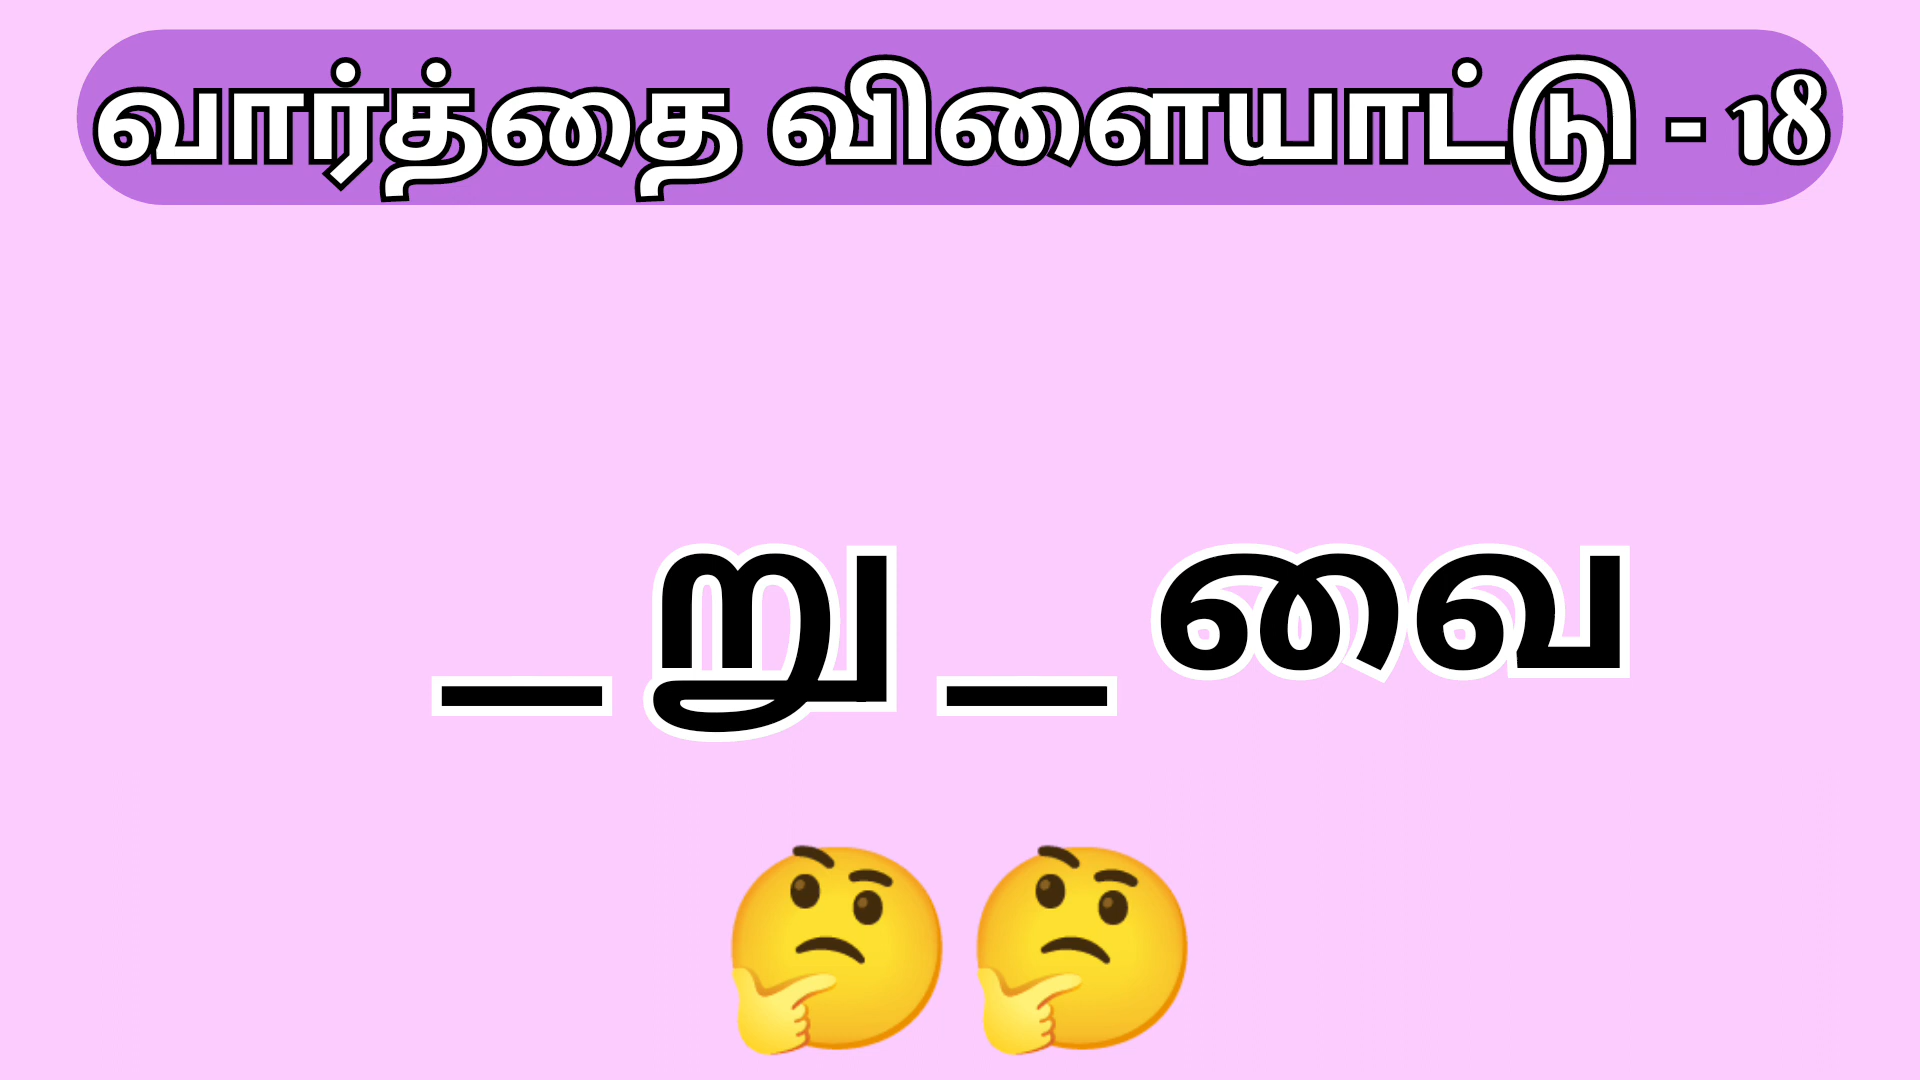 வார்த்தை விளையாட்டு - 18
_ று _ வை